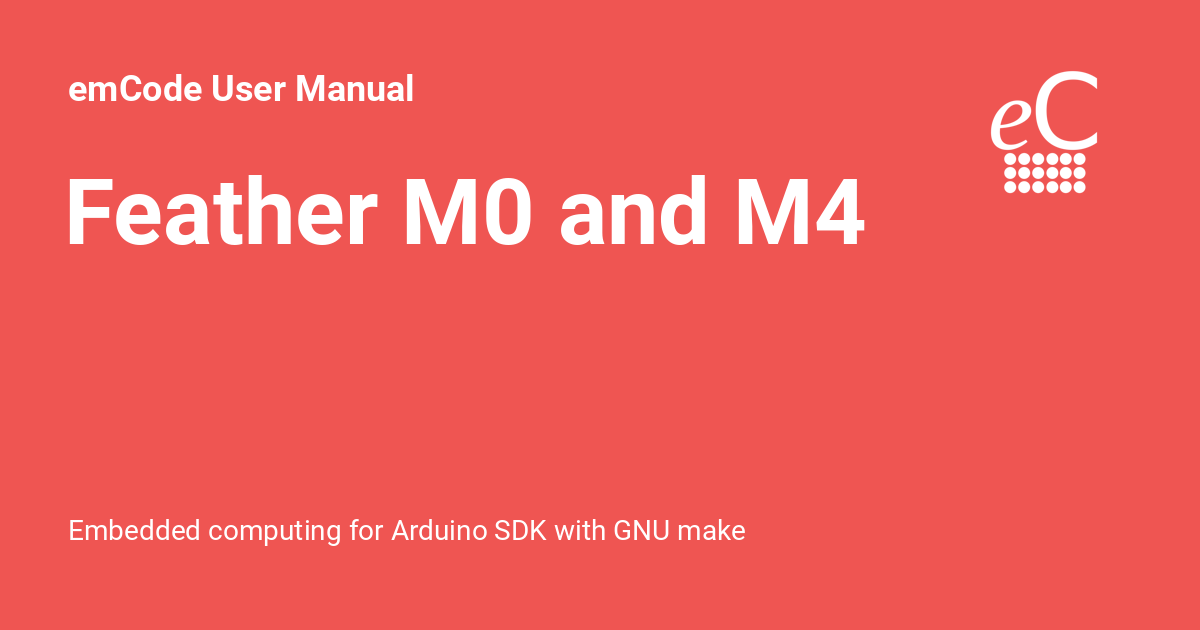 emCode User Manual
eC
Feather M0 and M4
Embedded computing for Arduino SDK with GNU make